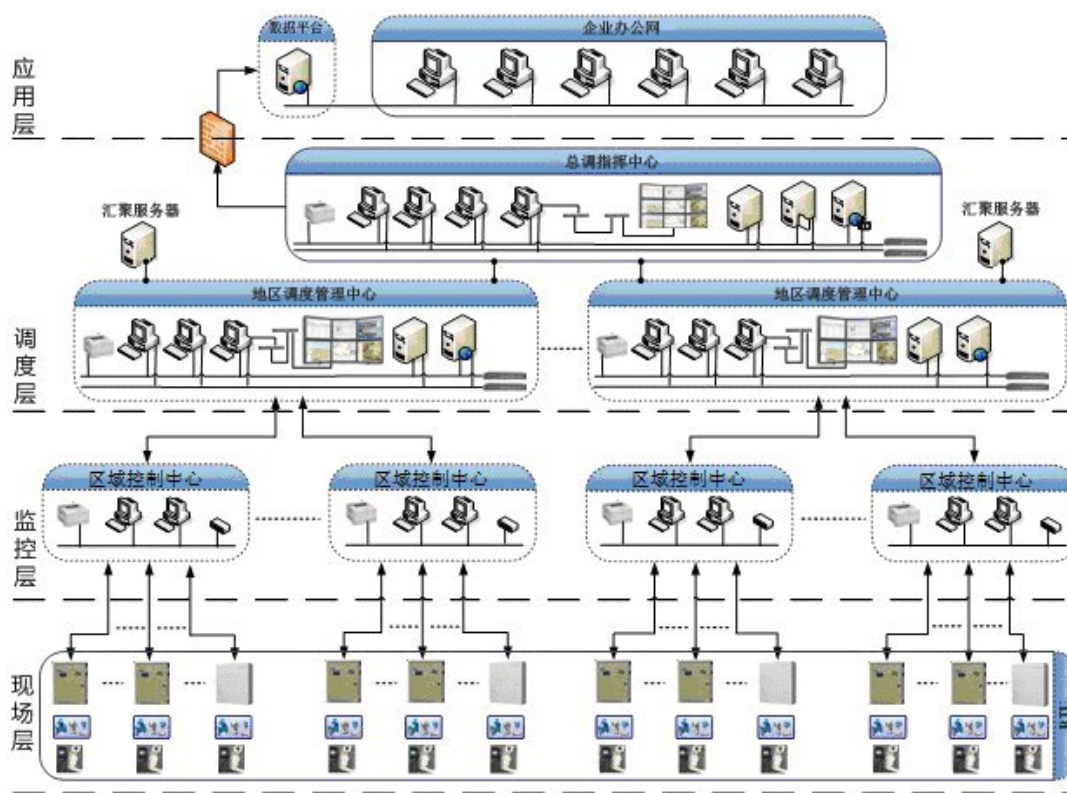 数据平台
企业办公网
应用层
总调指挥中心
汇聚服务器
汇聚服务器
地区调度管理中心
地区调度管理中心
调度层
区域控制中心
区域控制中心
区域控制中心
区域控制中心
监控层
现场层